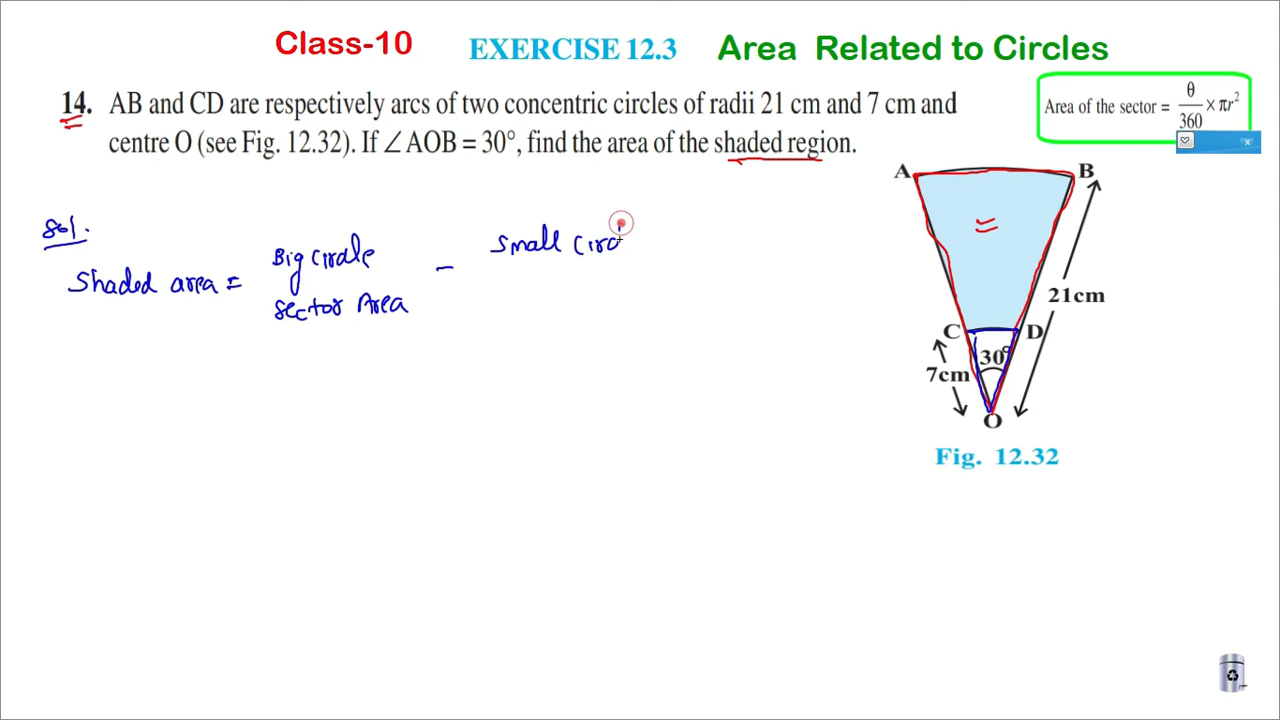 Class-10 EXERCISE 12.3 Area Related to Circles
14. AB and CD are respectively arcs of two concentric circles of radii 21 cm and 7 cm and
centre O (see Fig. 12.32). If ∠AOB = 30°, find the area of the shaded region.
Area of the sector = θ/360 × πr²
Sol.
Shaded area = Big circle sector Area - Small circ
A B
=
21cm
C D
30°
7cm
O
Fig. 12.32